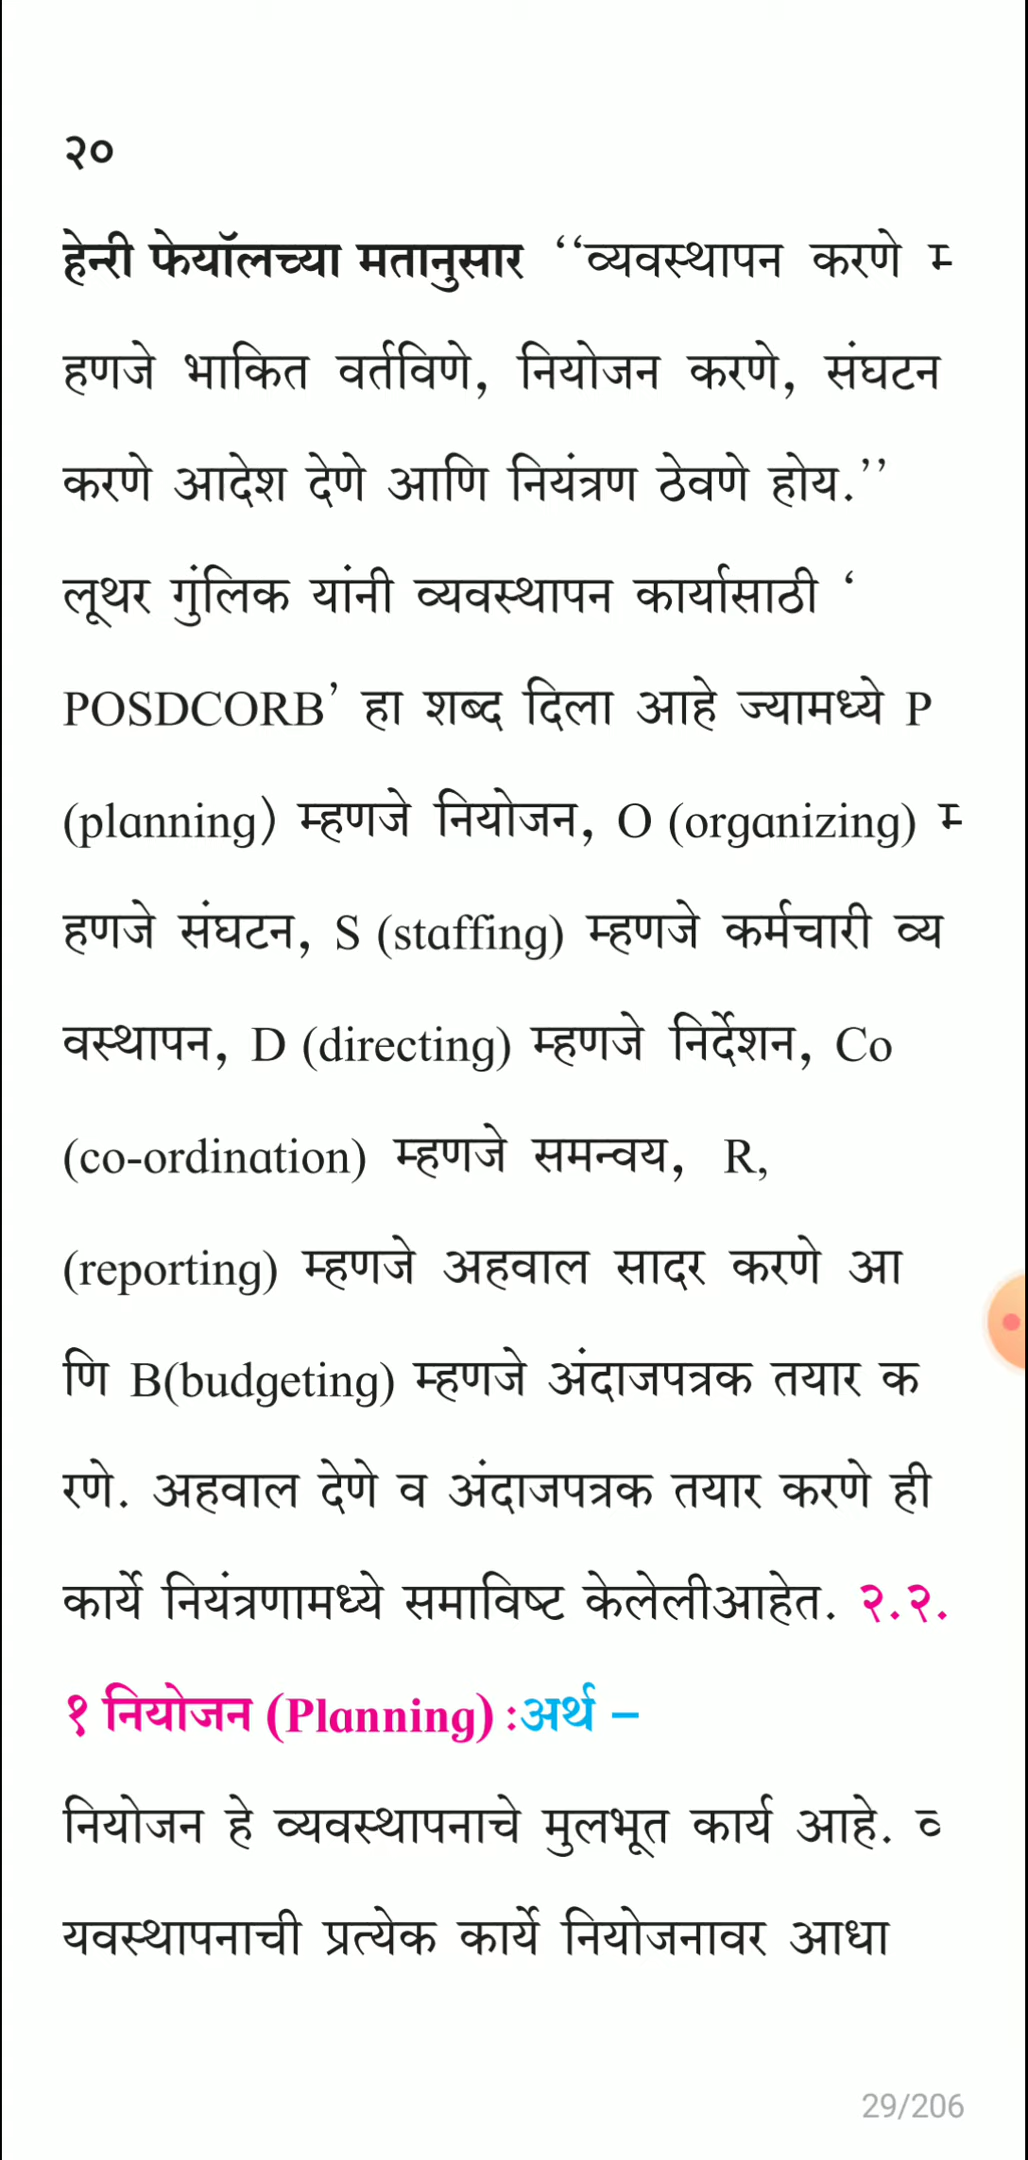 २०
हेन्री फेयॉलच्या मतानुसार ‘‘व्यवस्थापन करणे म्
हणजे भाकित वर्तविणे, नियोजन करणे, संघटन
करणे आदेश देणे आणि नियंत्रण ठेवणे होय.’’
लूथर गुंलिक यांनी व्यवस्थापन कार्यासाठी ‘
POSDCORB’ हा शब्द दिला आहे ज्यामध्ये P
(planning) म्हणजे नियोजन, O (organizing) म्
हणजे संघटन, S (staffing) म्हणजे कर्मचारी व्य
वस्थापन, D (directing) म्हणजे निर्देशन, Co
(co-ordination) म्हणजे समन्वय, R,
(reporting) म्हणजे अहवाल सादर करणे आ
णि B(budgeting) म्हणजे अंदाजपत्रक तयार क
रणे. अहवाल देणे व अंदाजपत्रक तयार करणे ही
कार्ये नियंत्रणामध्ये समाविष्ट केलेलीआहेत. २.२.
१ नियोजन (Planning) :अर्थ –
नियोजन हे व्यवस्थापनाचे मुलभूत कार्य आहे. व्
यवस्थापनाची प्रत्येक कार्ये नियोजनावर आधा
29/206